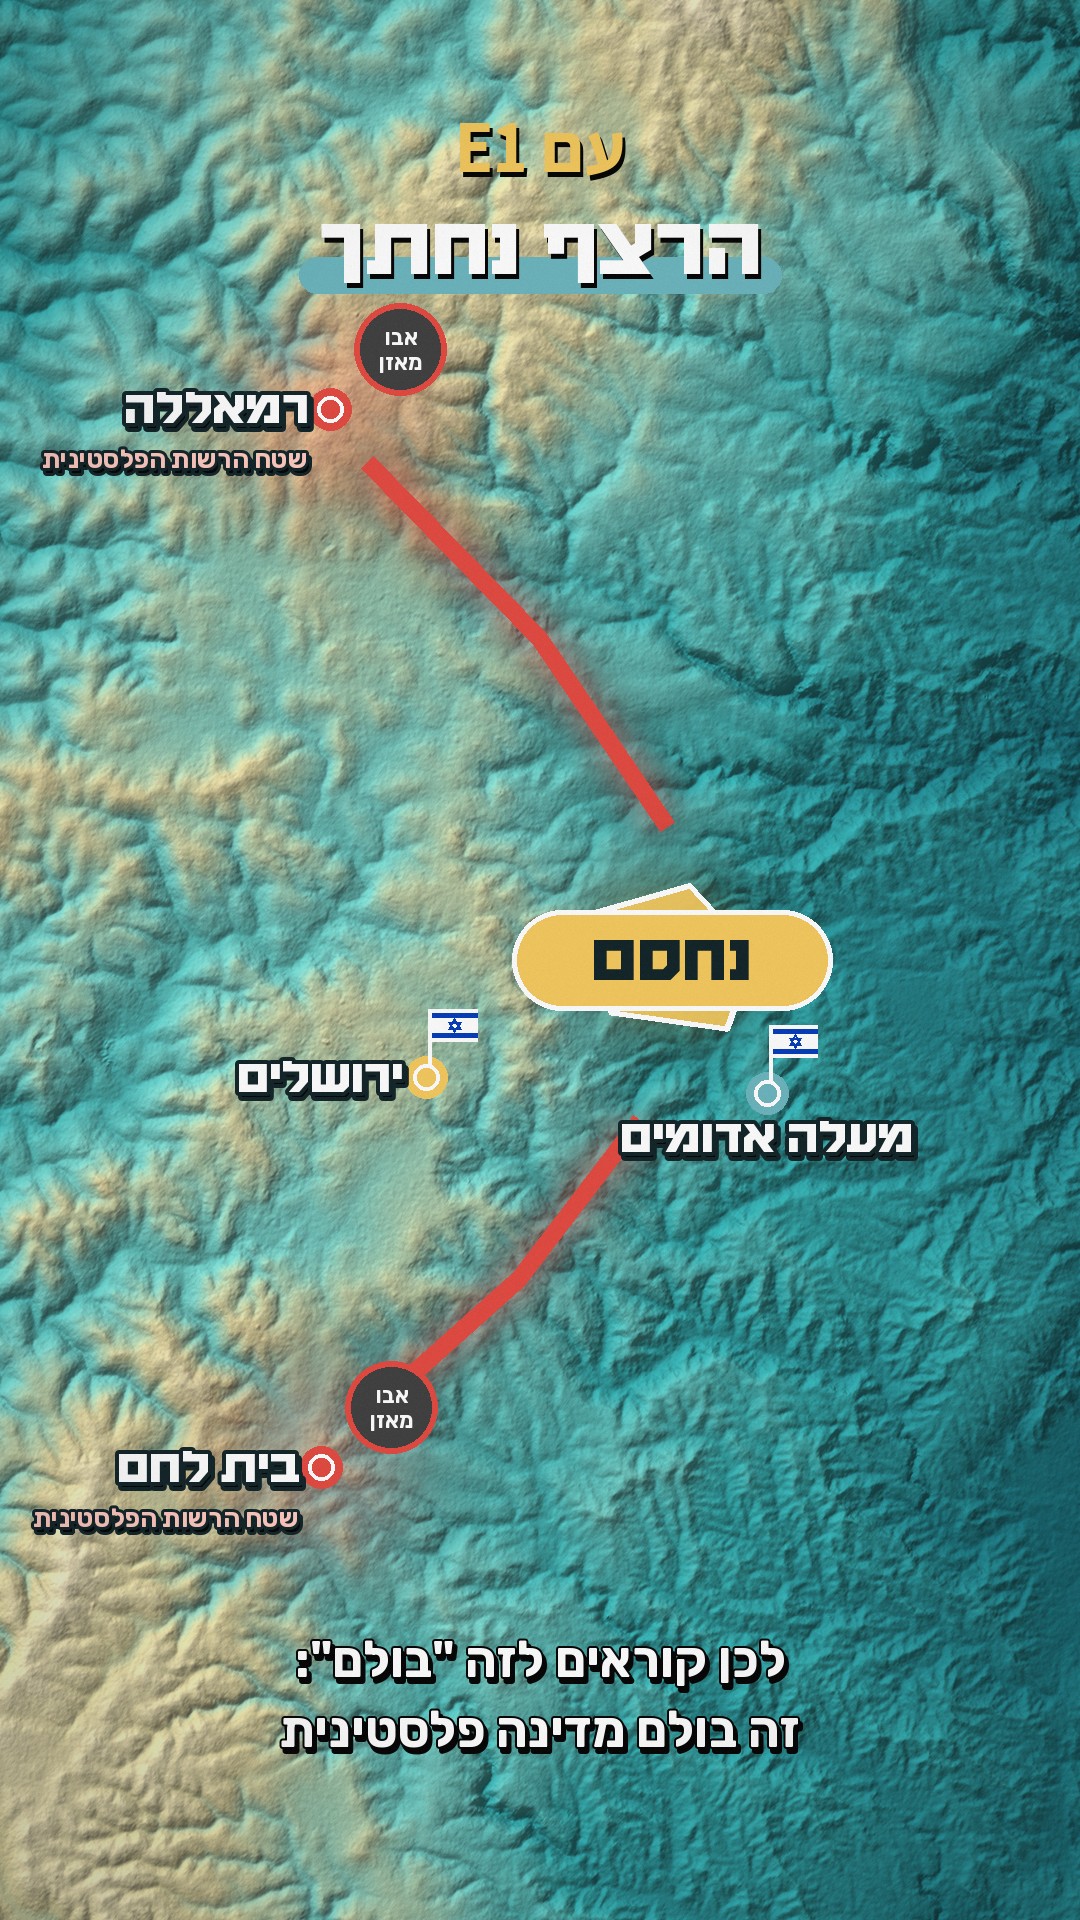 עם E1
הרצף נחתך
אבו
מאזן
רמאללה
שטח הרשות הפלסטינית
נחסם
ירושלים
מעלה אדומים
אבו
מאזן
בית לחם
שטח הרשות הפלסטינית
לכן קוראים לזה "בולם":
זה בולם מדינה פלסטינית